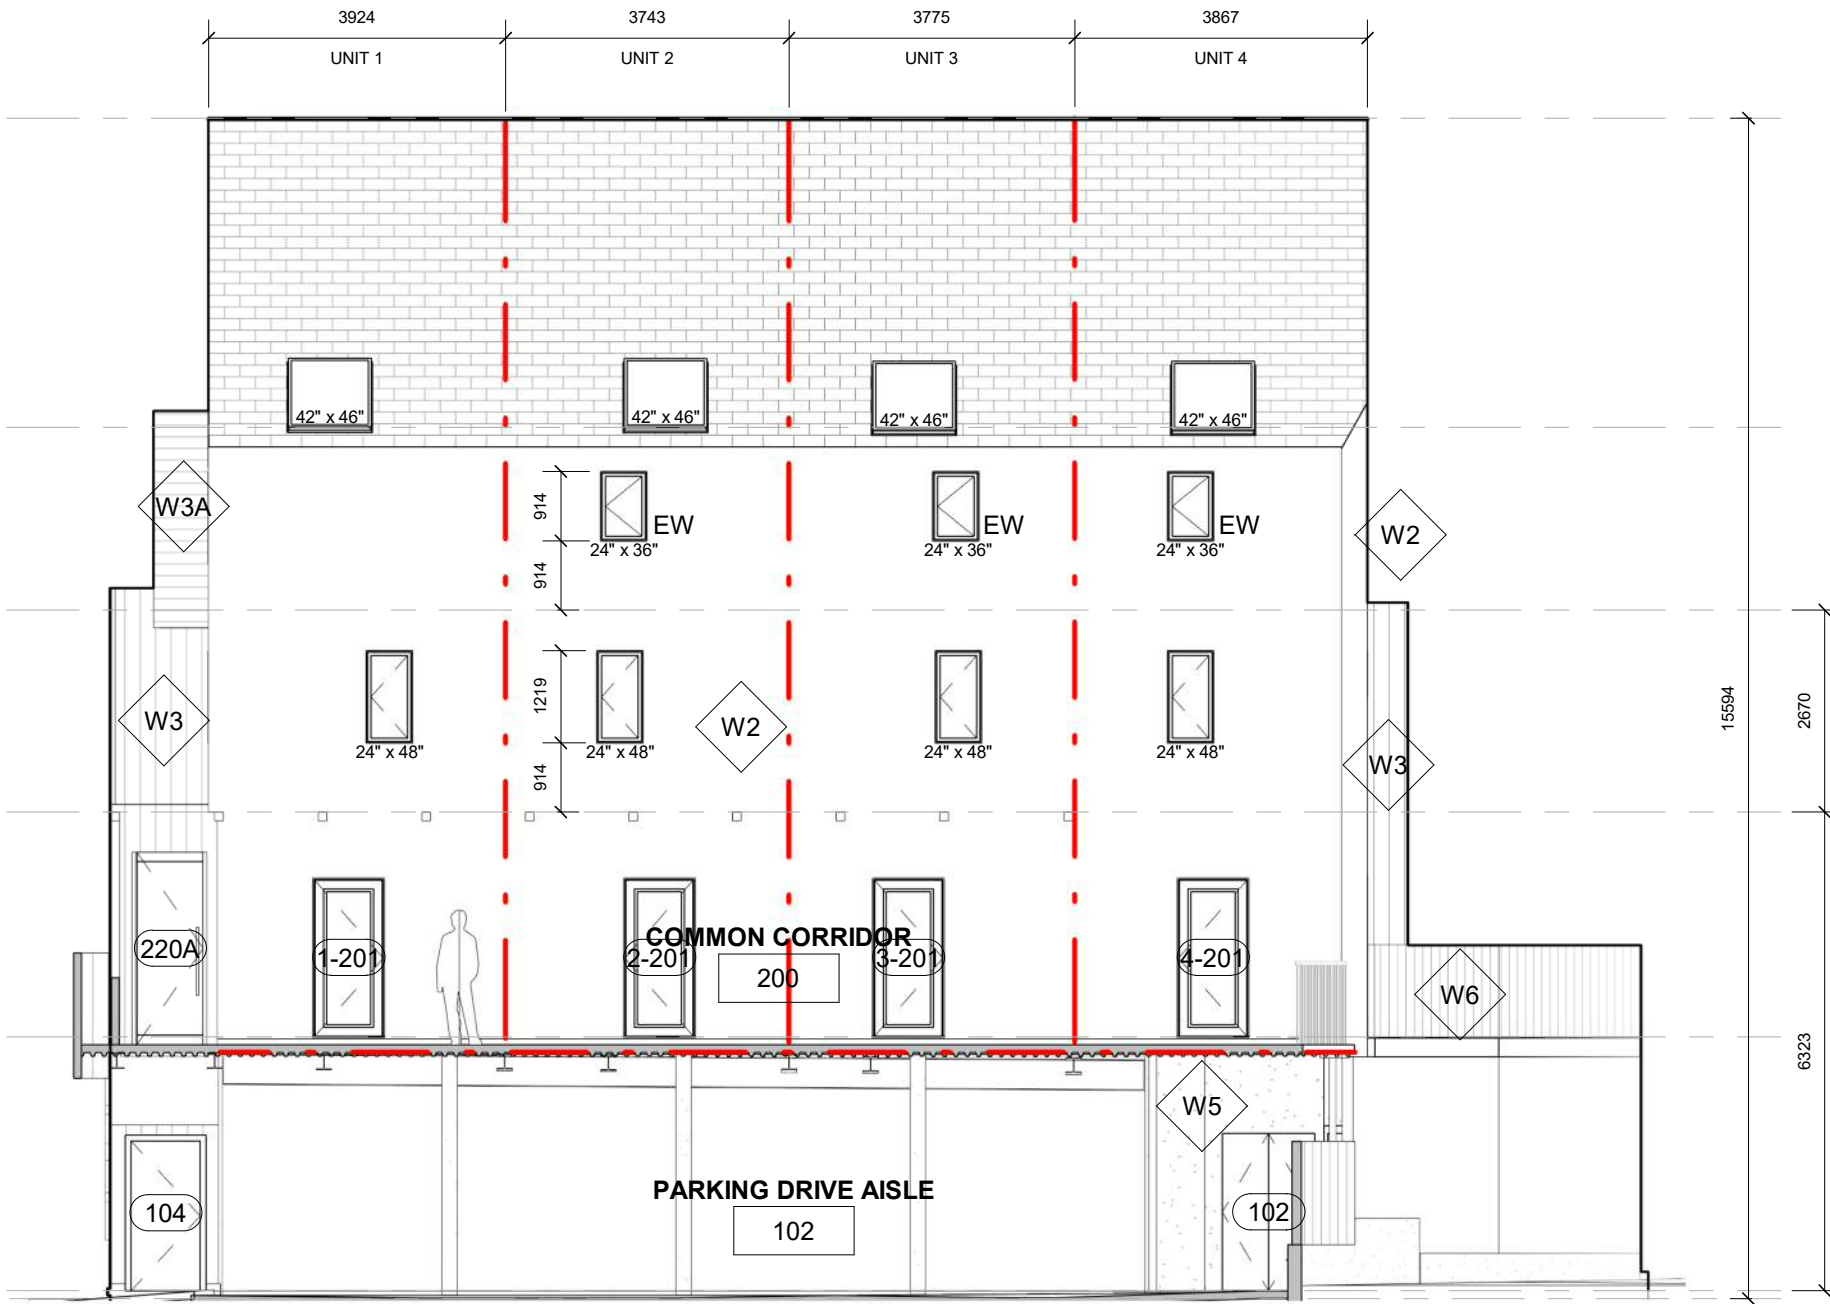 3924 3743 3775 3867
UNIT 1 UNIT 2 UNIT 3 UNIT 4
42" x 46" 42" x 46" 42" x 46" 42" x 46"
W3A 914 EW EW EW W2
24" x 36" 24" x 36" 24" x 36"
914
15594 2670
W3 1219 W2 W3
24" x 48" 24" x 48" 24" x 48" 24" x 48"
914
COMMON CORRIDOR
220A 1-201 2-201 3-201 4-201
200 W6
6323
W5
PARKING DRIVE AISLE
104 102 102